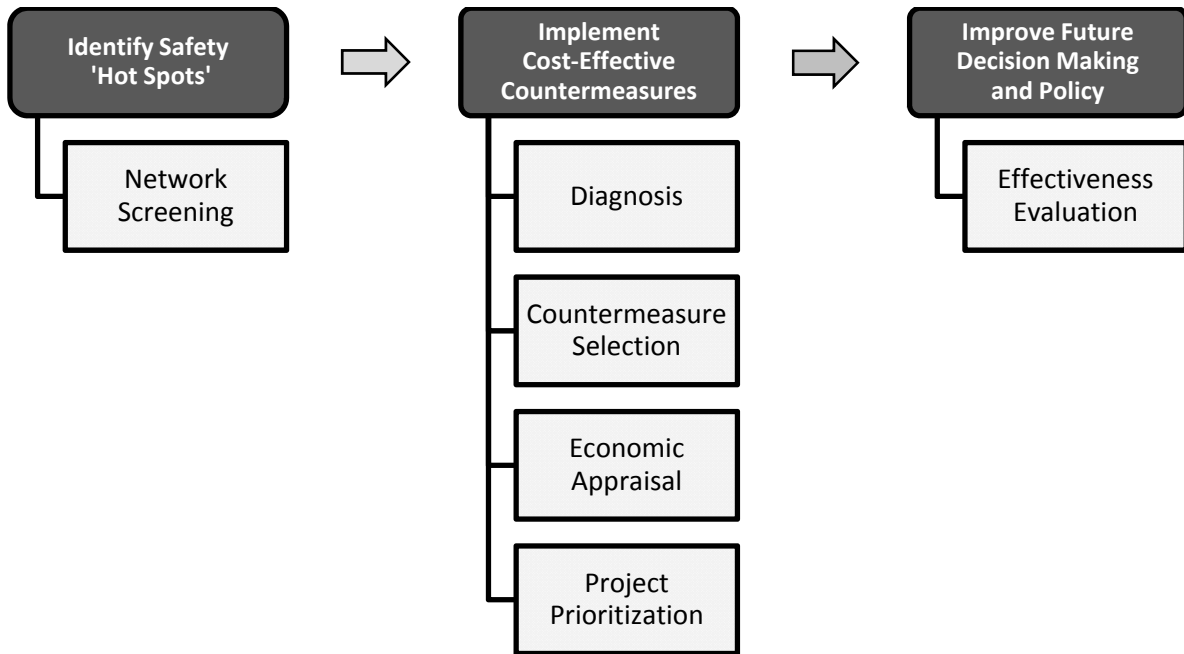 Identify Safety
'Hot Spots'
Network
Screening
Implement
Cost-Effective
Countermeasures
Diagnosis
Countermeasure
Selection
Economic
Appraisal
Project
Prioritization
Improve Future
Decision Making
and Policy
Effectiveness
Evaluation